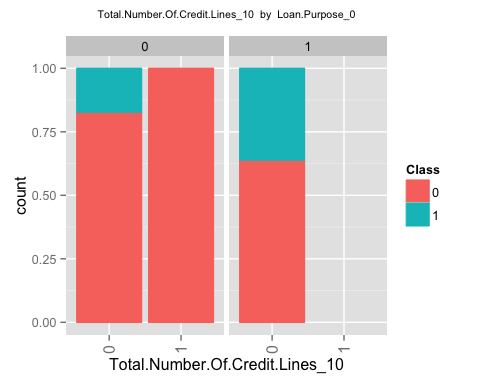 Total.Number.Of.Credit.Lines_10 by Loan.Purpose_0
0 1
1.00
0.75
0.50
0.25
0.00
count
0 1 0 1
Total.Number.Of.Credit.Lines_10
Class
0
1